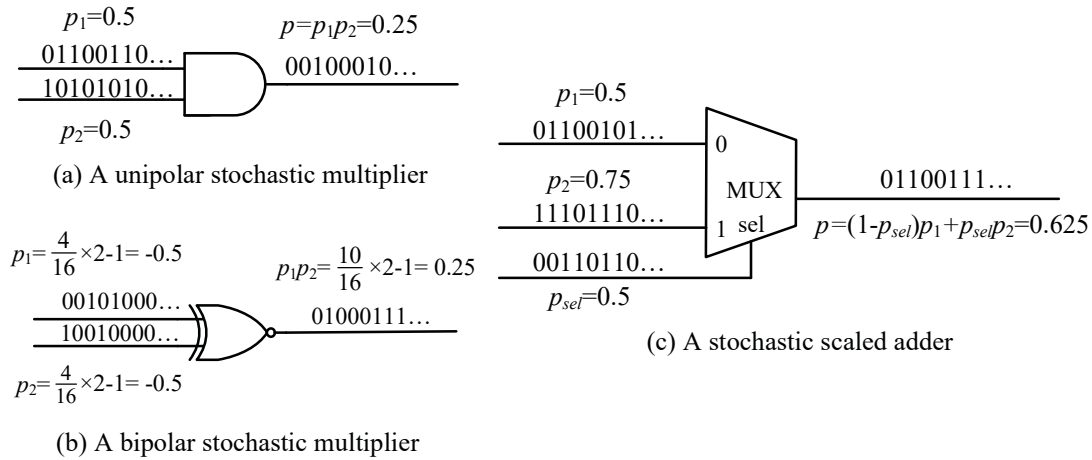 p1=0.5
p=p1p2=0.25
01100110…
10101010…
00100010…
p2=0.5
(a) A unipolar stochastic multiplier
p1=4/16×2-1= -0.5
p1p2=10/16×2-1= 0.25
00101000…
10010000…
01000111…
p2=4/16×2-1= -0.5
(b) A bipolar stochastic multiplier
p1=0.5
01100101…
0
p2=0.75
MUX
11101110…
1
sel
01100111…
p=(1-psel)p1+pselp2=0.625
00110110…
psel=0.5
(c) A stochastic scaled adder